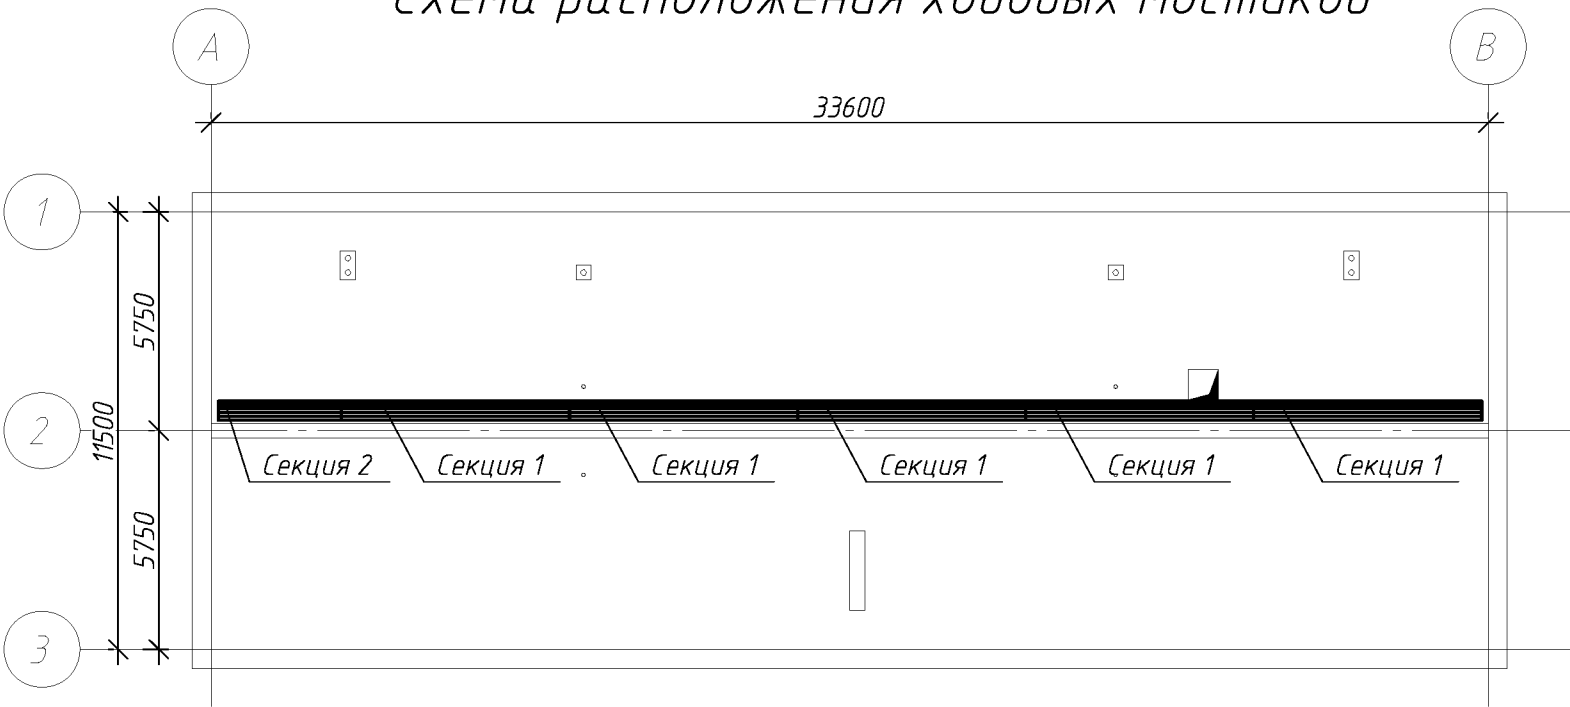 Схема расположения ходовых мостиков
А
В
33600
1
5750
11500
2
Секция 2
Секция 1
Секция 1
Секция 1
Секция 1
Секция 1
5750
3